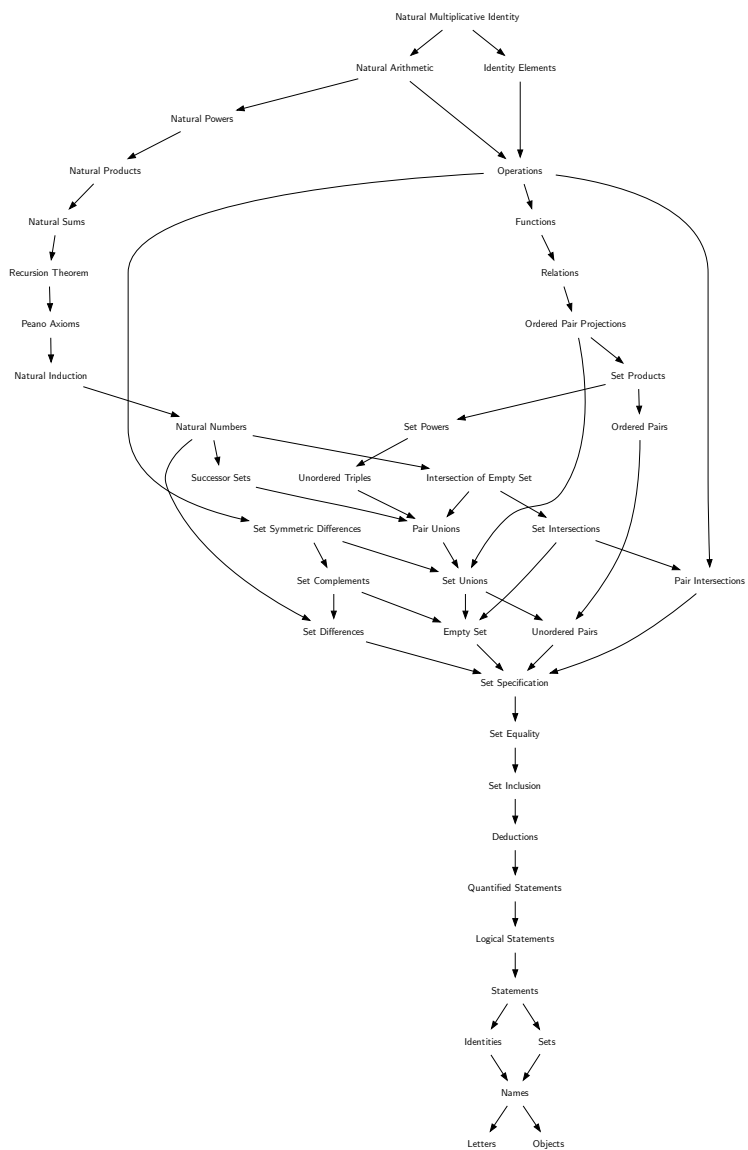 Natural Multiplicative Identity
Natural Arithmetic
Identity Elements
Natural Powers
Natural Products
Operations
Natural Sums
Functions
Recursion Theorem
Relations
Peano Axioms
Ordered Pair Projections
Natural Induction
Set Products
Natural Numbers
Set Powers
Ordered Pairs
Successor Sets
Unordered Triples
Intersection of Empty Set
Set Symmetric Differences
Pair Unions
Set Intersections
Set Complements
Set Unions
Pair Intersections
Set Differences
Empty Set
Unordered Pairs
Set Specification
Set Equality
Set Inclusion
Deductions
Quantified Statements
Logical Statements
Statements
Identities
Sets
Names
Letters
Objects